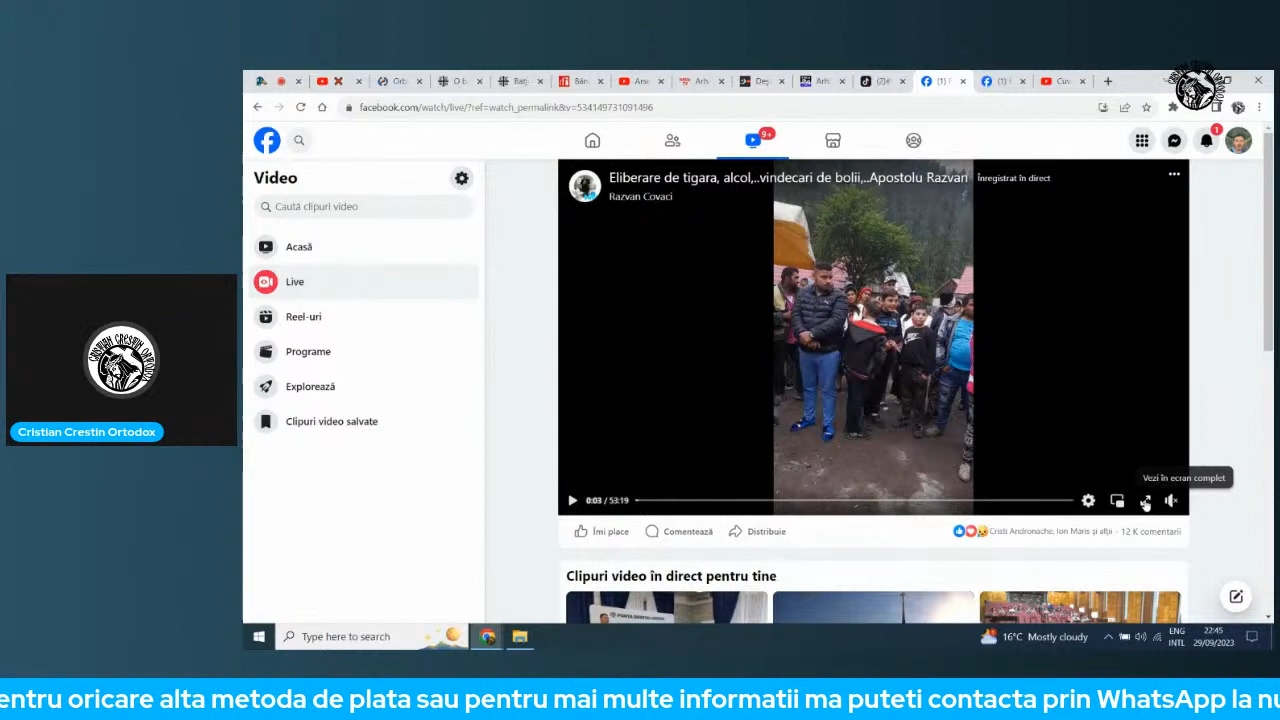 facebook.com/watch/live/?ref=watch_permalink&v=534149731091496
9+
1
Video
Caută clipuri video
Acasă
Live
Reel-uri
Programe
Explorează
Clipuri video salvate
Eliberare de tigara, alcol,..vindecari de bolii,..Apostolu Razvan
Înregistrat în direct
Razvan Covaci
Vezi în ecran complet
0:03 / 53:19
Îmi place
Comentează
Distribuie
Cristi Andronache, Ion Maris și alții · 12 K comentarii
Clipuri video în direct pentru tine
CRISTIAN CRESTIN ORTODOX
Cristian Crestin Ortodox
Type here to search
16°C Mostly cloudy
ENG
INTL
22:45
29/09/2023
entru oricare alta metoda de plata sau pentru mai multe informatii ma puteti contacta prin WhatsApp la nu